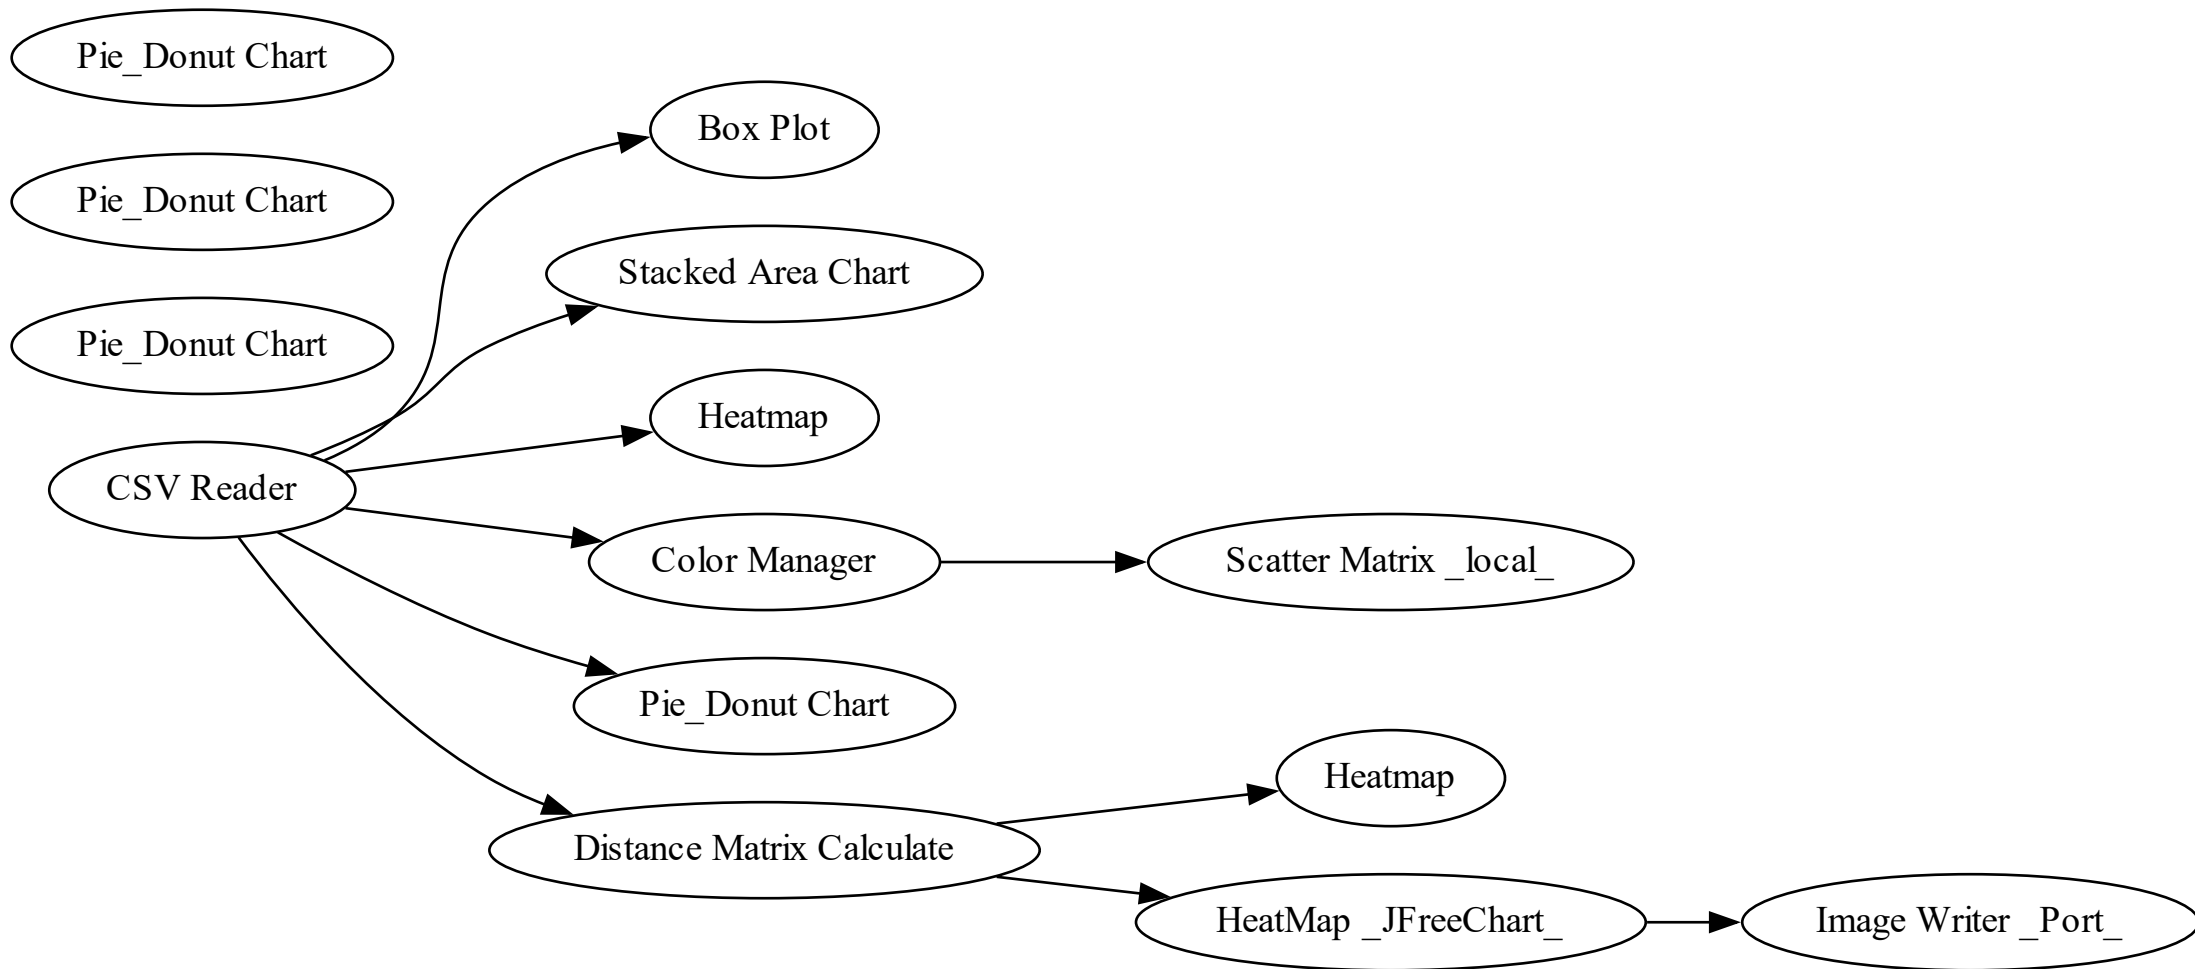 Pie_Donut Chart
Box Plot
Pie_Donut Chart
Stacked Area Chart
Pie_Donut Chart
Heatmap
CSV Reader
Color Manager
Scatter Matrix _local_
Pie_Donut Chart
Heatmap
Distance Matrix Calculate
HeatMap _JFreeChart_
Image Writer _Port_